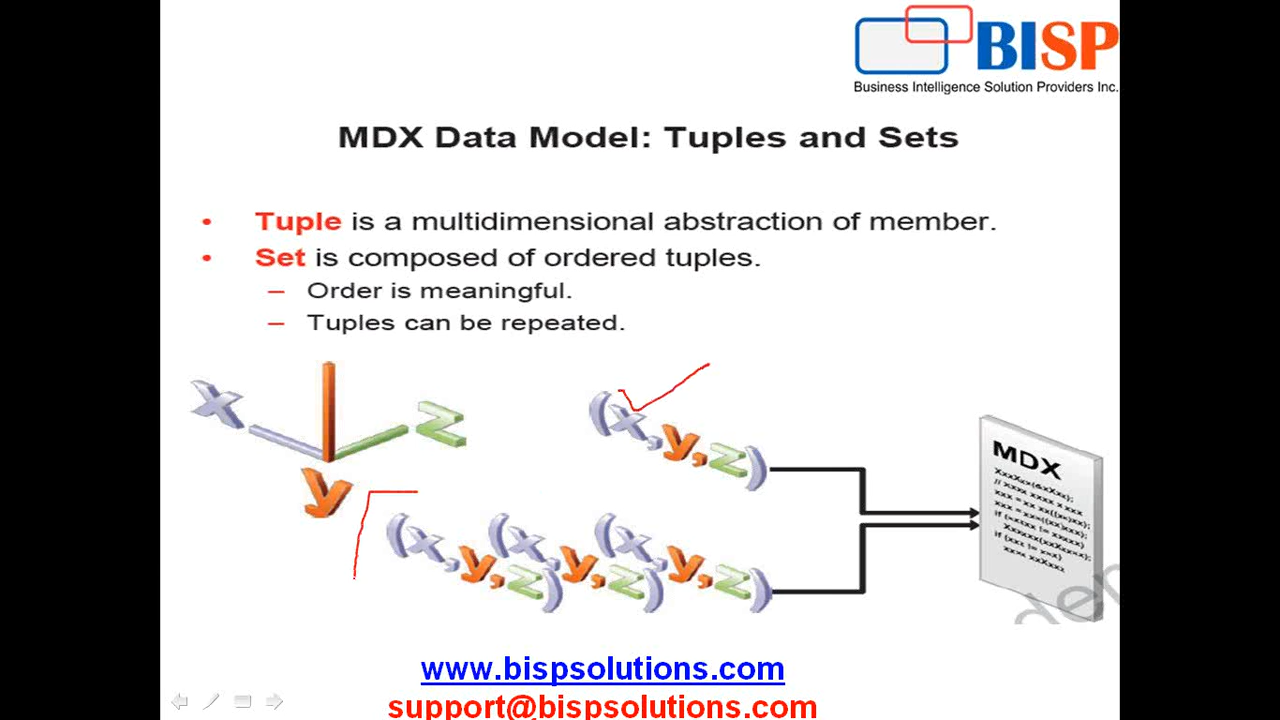 BISP
Business Intelligence Solution Providers Inc.
MDX Data Model: Tuples and Sets
• Tuple is a multidimensional abstraction of member.
• Set is composed of ordered tuples.
– Order is meaningful.
– Tuples can be repeated.
x
z
y
(x,y,z)
(x,y,z) (x,y,z) (x,y,z)
MDX
www.bispsolutions.com
support@bispsolutions.com